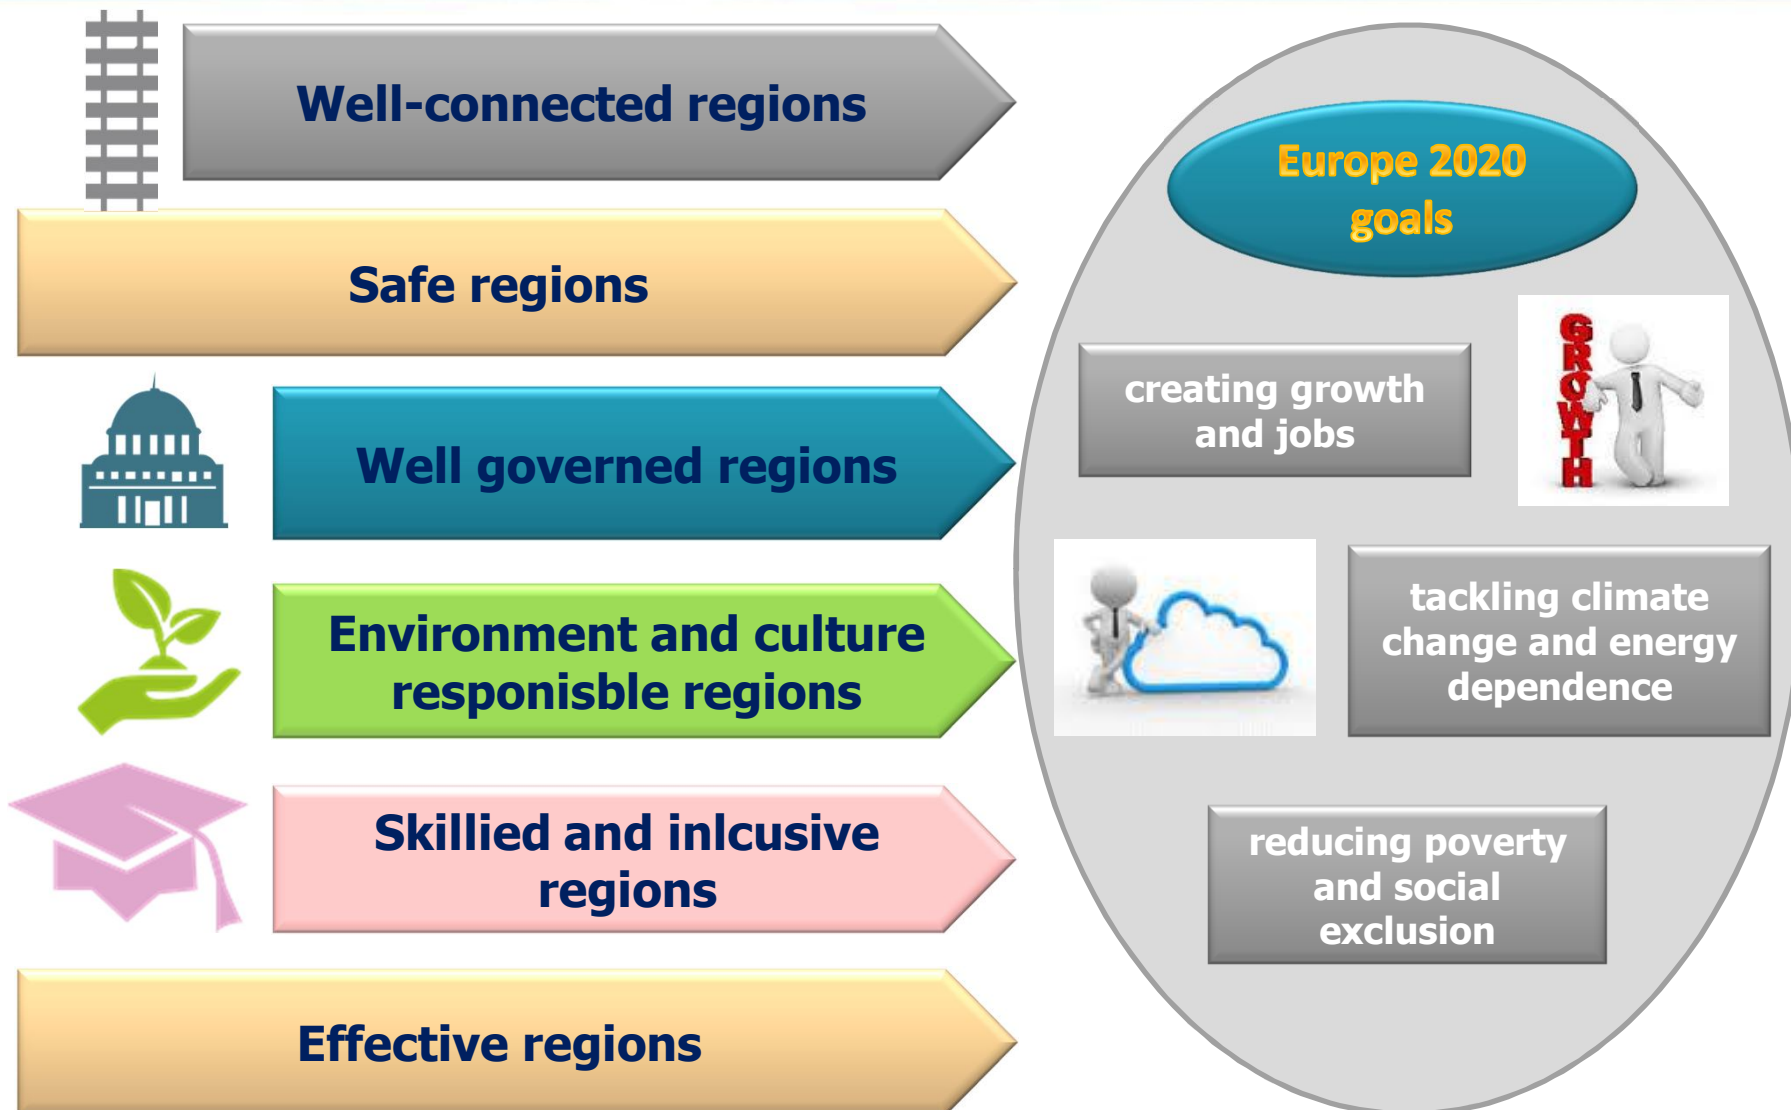 Well-connected regions
Safe regions
Well governed regions
Environment and culture
responisble regions
Skillied and inlcusive
regions
Effective regions
Europe 2020
goals
creating growth
and jobs
GROWTH
tackling climate
change and energy
dependence
reducing poverty
and social
exclusion